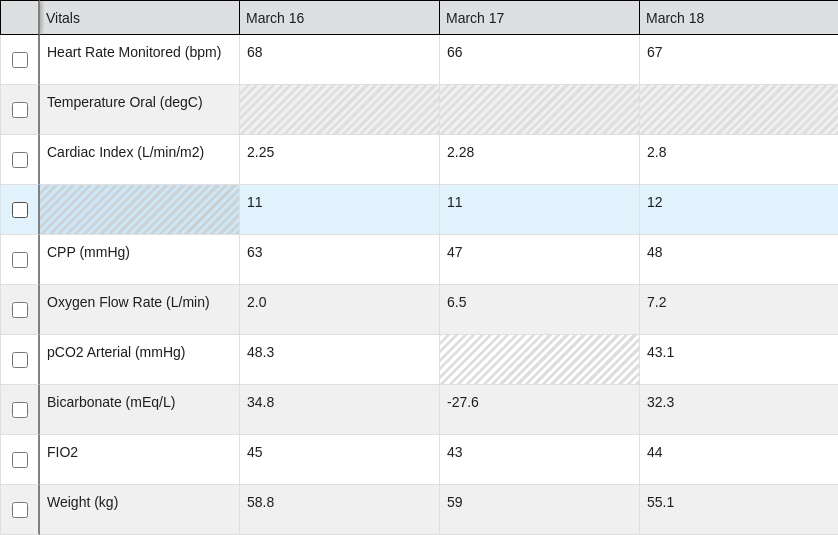 Vitals March 16 March 17 March 18
Heart Rate Monitored (bpm) 68 66 67
Temperature Oral (degC)
Cardiac Index (L/min/m2) 2.25 2.28 2.8
11 11 12
CPP (mmHg) 63 47 48
Oxygen Flow Rate (L/min) 2.0 6.5 7.2
pCO2 Arterial (mmHg) 48.3 43.1
Bicarbonate (mEq/L) 34.8 -27.6 32.3
FIO2 45 43 44
Weight (kg) 58.8 59 55.1